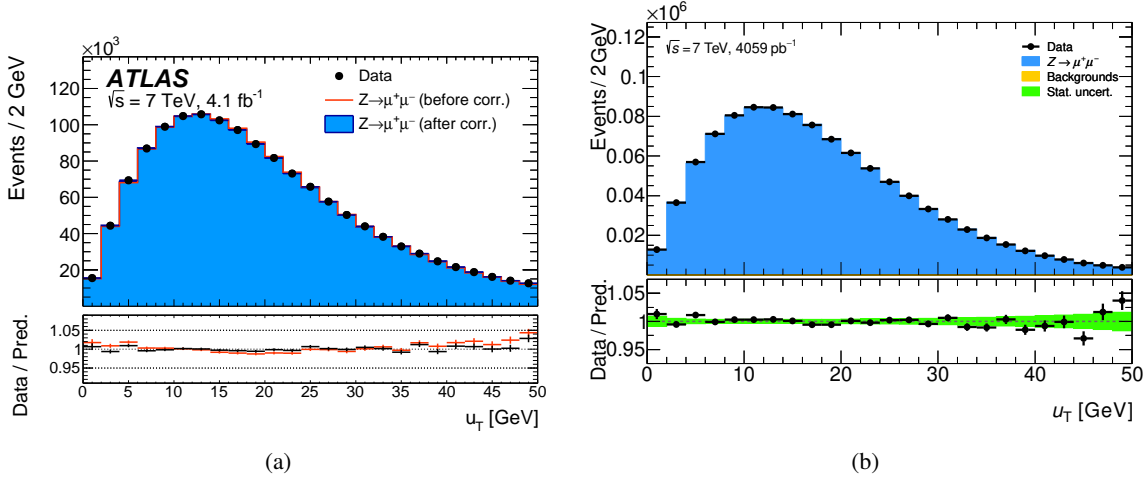 ×10³
Events / 2 GeV
120
100
80
60
40
20
ATLAS
√s = 7 TeV, 4.1 fb⁻¹
Data
Z→μ⁺μ⁻ (before corr.)
Z→μ⁺μ⁻ (after corr.)
Data / Pred.
1.05
1
0.95
0 5 10 15 20 25 30 35 40 45 50
u_T [GeV]
(a)
×10⁶
Events/ 2GeV
0.12
0.1
0.08
0.06
0.04
0.02
√s = 7 TeV, 4059 pb⁻¹
Data
Z→μ⁺μ⁻
Backgrounds
Stat. uncert.
Data / Pred.
1.05
1
0.95
0 10 20 30 40 50
u_T [GeV]
(b)